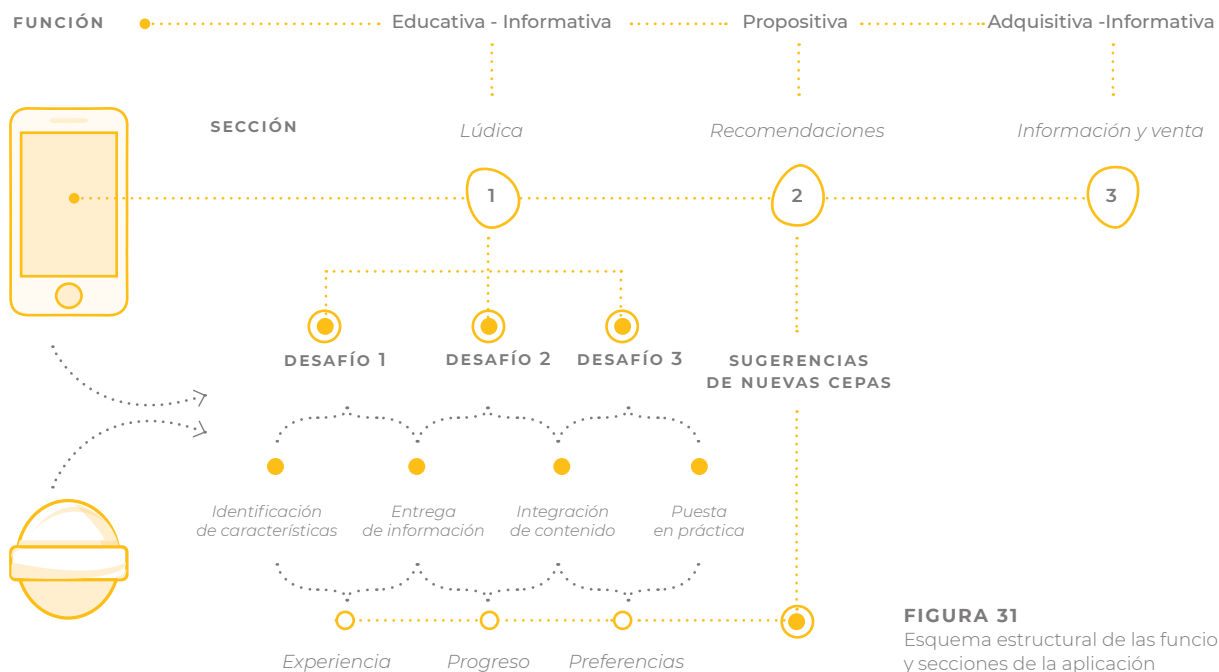 FUNCIÓN Educativa - Informativa Propositiva Adquisitiva -Informativa
SECCIÓN Lúdica Recomendaciones Información y venta
1 2 3
DESAFÍO 1 DESAFÍO 2 DESAFÍO 3 SUGERENCIAS
DE NUEVAS CEPAS
Identificación Entrega Integración Puesta
de características de información de contenido en práctica
FIGURA 31
Esquema estructural de las funcio
y secciones de la aplicación
Experiencia Progreso Preferencias